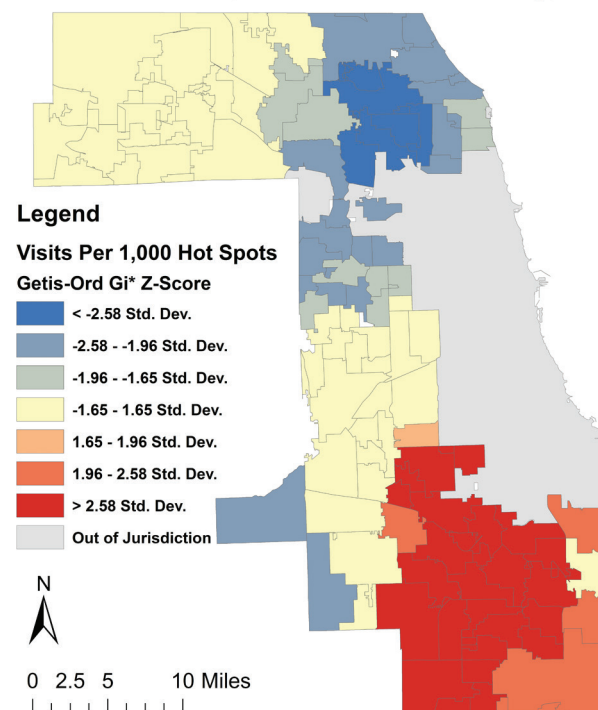 Legend
Visits Per 1,000 Hot Spots
Getis-Ord Gi* Z-Score
< -2.58 Std. Dev.
-2.58 - -1.96 Std. Dev.
-1.96 - -1.65 Std. Dev.
-1.65 - 1.65 Std. Dev.
1.65 - 1.96 Std. Dev.
1.96 - 2.58 Std. Dev.
> 2.58 Std. Dev.
Out of Jurisdiction
N
0 2.5 5 10 Miles